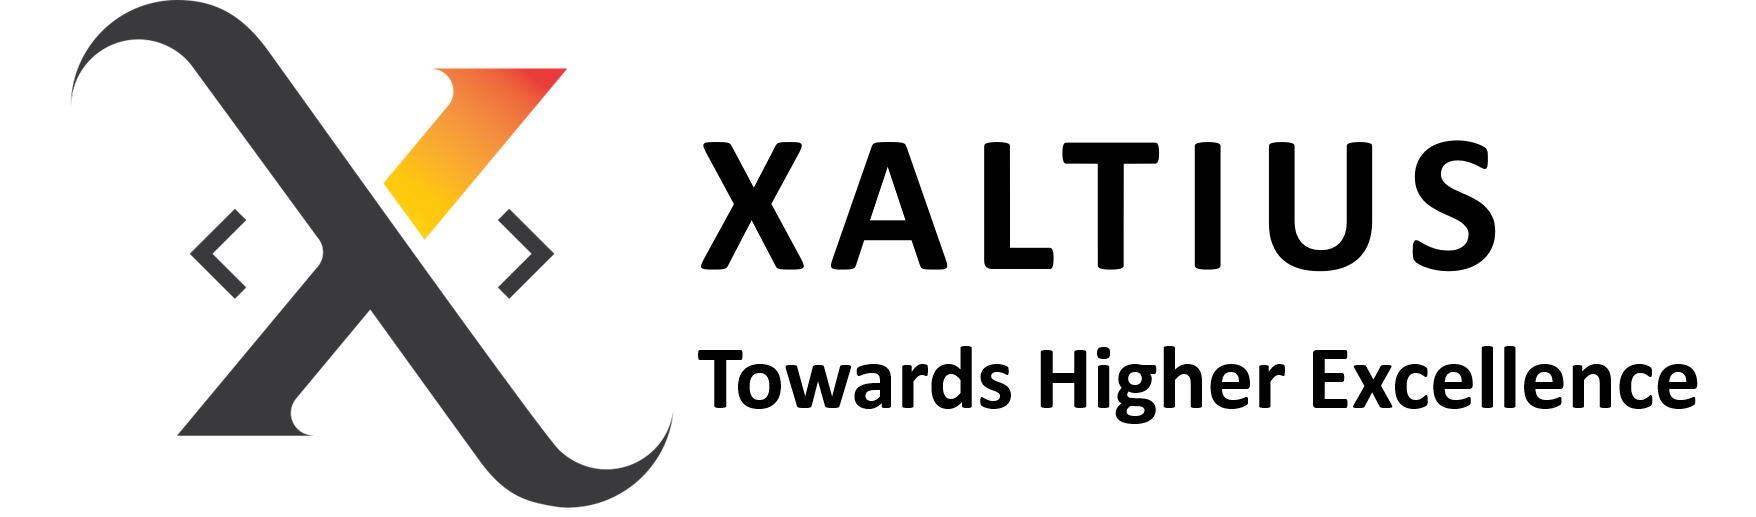 XALTIUS
Towards Higher Excellence